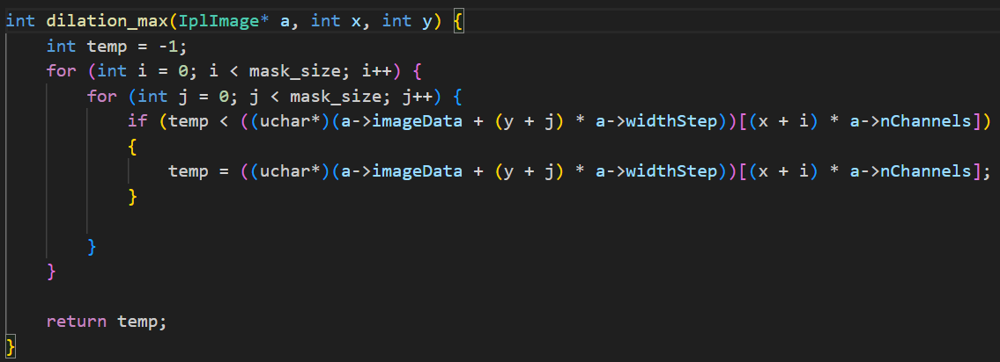 int dilation_max(IplImage* a, int x, int y) {
    int temp = -1;
    for (int i = 0; i < mask_size; i++) {
        for (int j = 0; j < mask_size; j++) {
            if (temp < ((uchar*)(a->imageData + (y + j) * a->widthStep))[(x + i) * a->nChannels])
            {
                temp = ((uchar*)(a->imageData + (y + j) * a->widthStep))[(x + i) * a->nChannels];
            }

        }
    }

    return temp;
}